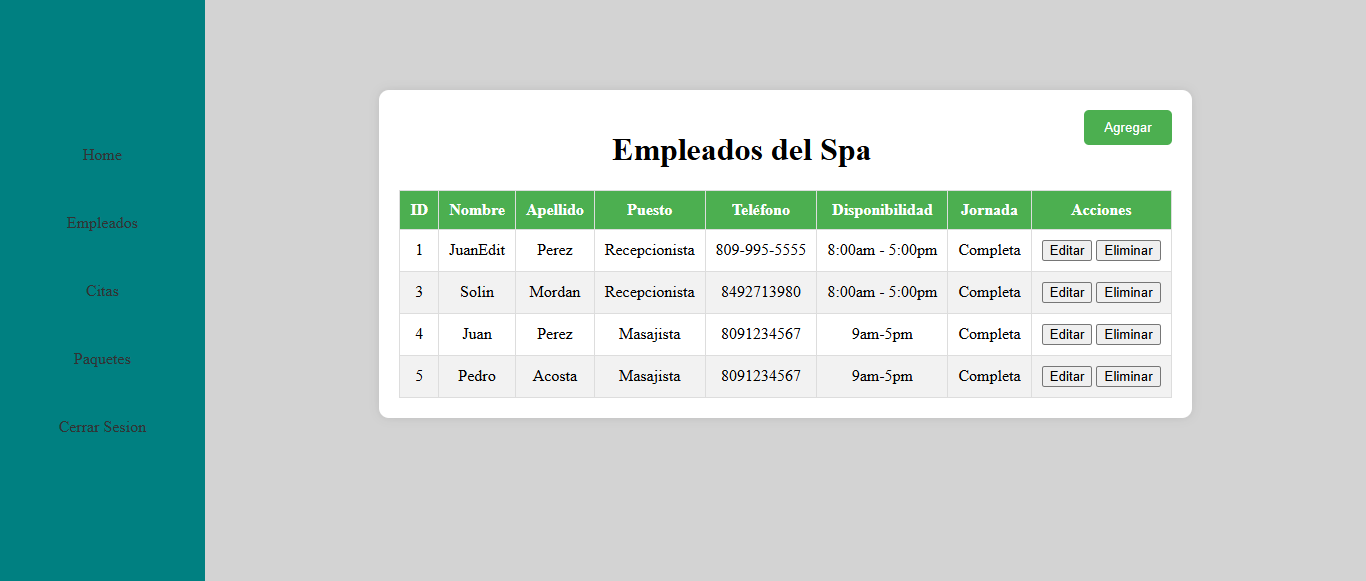 Home
Empleados
Citas
Paquetes
Cerrar Sesion
Agregar
Empleados del Spa
ID Nombre Apellido Puesto Teléfono Disponibilidad Jornada Acciones
1 JuanEdit Perez Recepcionista 809-995-5555 8:00am - 5:00pm Completa Editar Eliminar
3 Solin Mordan Recepcionista 8492713980 8:00am - 5:00pm Completa Editar Eliminar
4 Juan Perez Masajista 8091234567 9am-5pm Completa Editar Eliminar
5 Pedro Acosta Masajista 8091234567 9am-5pm Completa Editar Eliminar